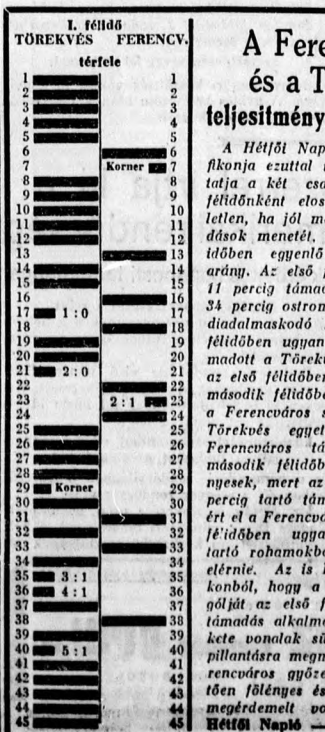 I. félidő
TÖREKVÉS FERENCV.
térfele
1 1
2 2
3 3
4 4
5 5
6 6
7 Korner 7
8 8
9 9
10 10
11 11
12 12
13 13
14 14
15 15
16 16
17 1:0 17
18 18
19 19
20 20
21 2:0 21
22 22
23 2:1 23
24 24
25 25
26 26
27 27
28 28
29 Korner 29
30 30
31 31
32 32
33 33
34 34
35 3:1 35
36 4:1 36
37 37
38 38
39 39
40 5:1 40
41 41
42 42
43 43
44 44
45 45
A Fere
és a T
teljesitmény
A Hétfői Nap
fikonja ezuttal
tatja a két csa
félidőnként elos
letlen, ha jól m
dások menetét.
időben egyenlő
arány. Az első
11 percig támad
34 percig ostron
diadalmaskodó
félidőben ugyan
madott a Törek
az első félidőben
második félidőb
a Ferencváros
Törekvés egyet
Ferencváros tá
második félidőb
nyesek, mert az
percig tartó tán
ért el a Ferencvo
félidőben ugya
tartó rohamokb
elérnie. Az is
konból, hogy a
gólját az első f
támadás alkalm
kete vonalak sű
pillantásra megn
rencváros győze
tően fölényes és
megérdemelt vo
Hétfői Napló —